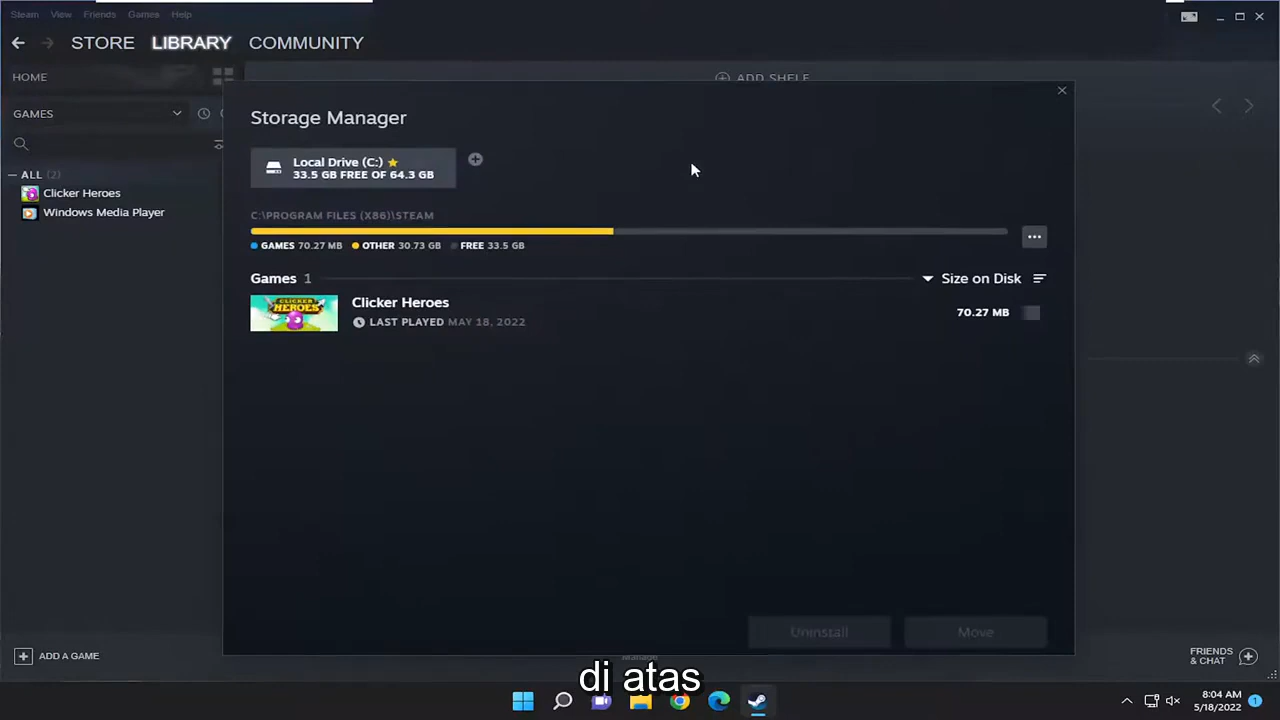 Steam View Friends Games Help
STORE LIBRARY COMMUNITY
HOME
ADD SHELF
GAMES
ALL (2)
Clicker Heroes
Windows Media Player
Storage Manager
Local Drive (C:)
33.5 GB FREE OF 64.3 GB
C:\PROGRAM FILES (X86)\STEAM
GAMES 70.27 MB OTHER 30.73 GB FREE 33.5 GB
Games 1
Size on Disk
CLICKER HEROES
Clicker Heroes
LAST PLAYED MAY 18, 2022
70.27 MB
Uninstall Move
ADD A GAME
Manage
FRIENDS & CHAT
di atas
8:04 AM
5/18/2022
1